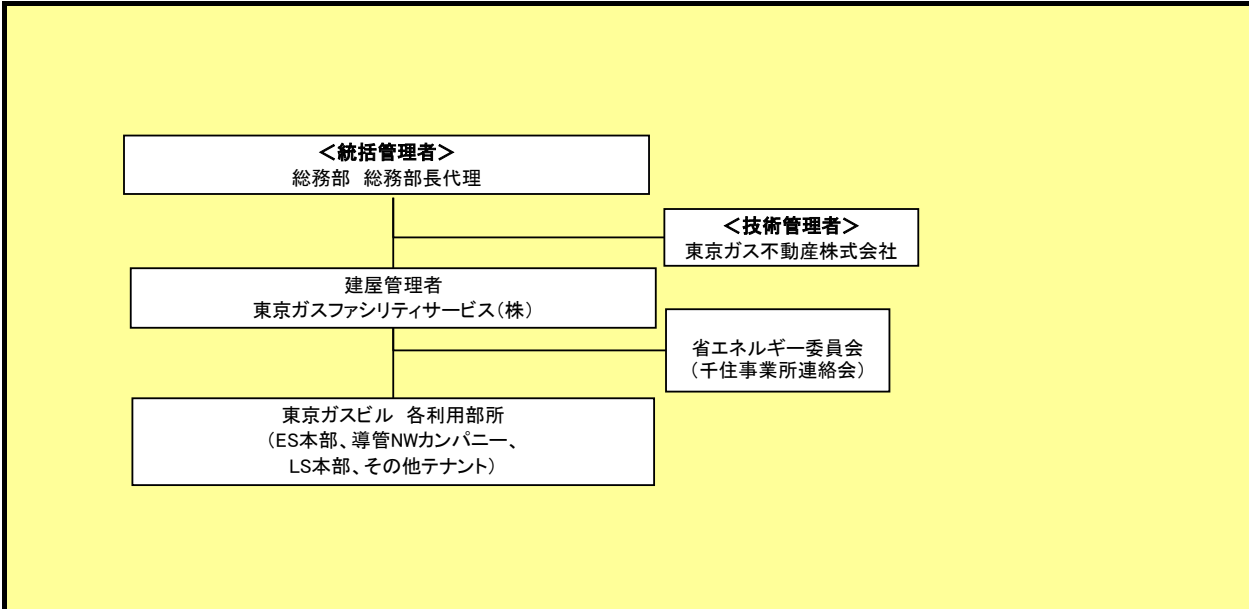 ＜統括管理者＞
総務部　総務部長代理
＜技術管理者＞
東京ガス不動産株式会社
建屋管理者
東京ガスファシリティサービス（株）
省エネルギー委員会
（千住事業所連絡会）
東京ガスビル　各利用部所
（ES本部、導管NWカンパニー、
LS本部、その他テナント）